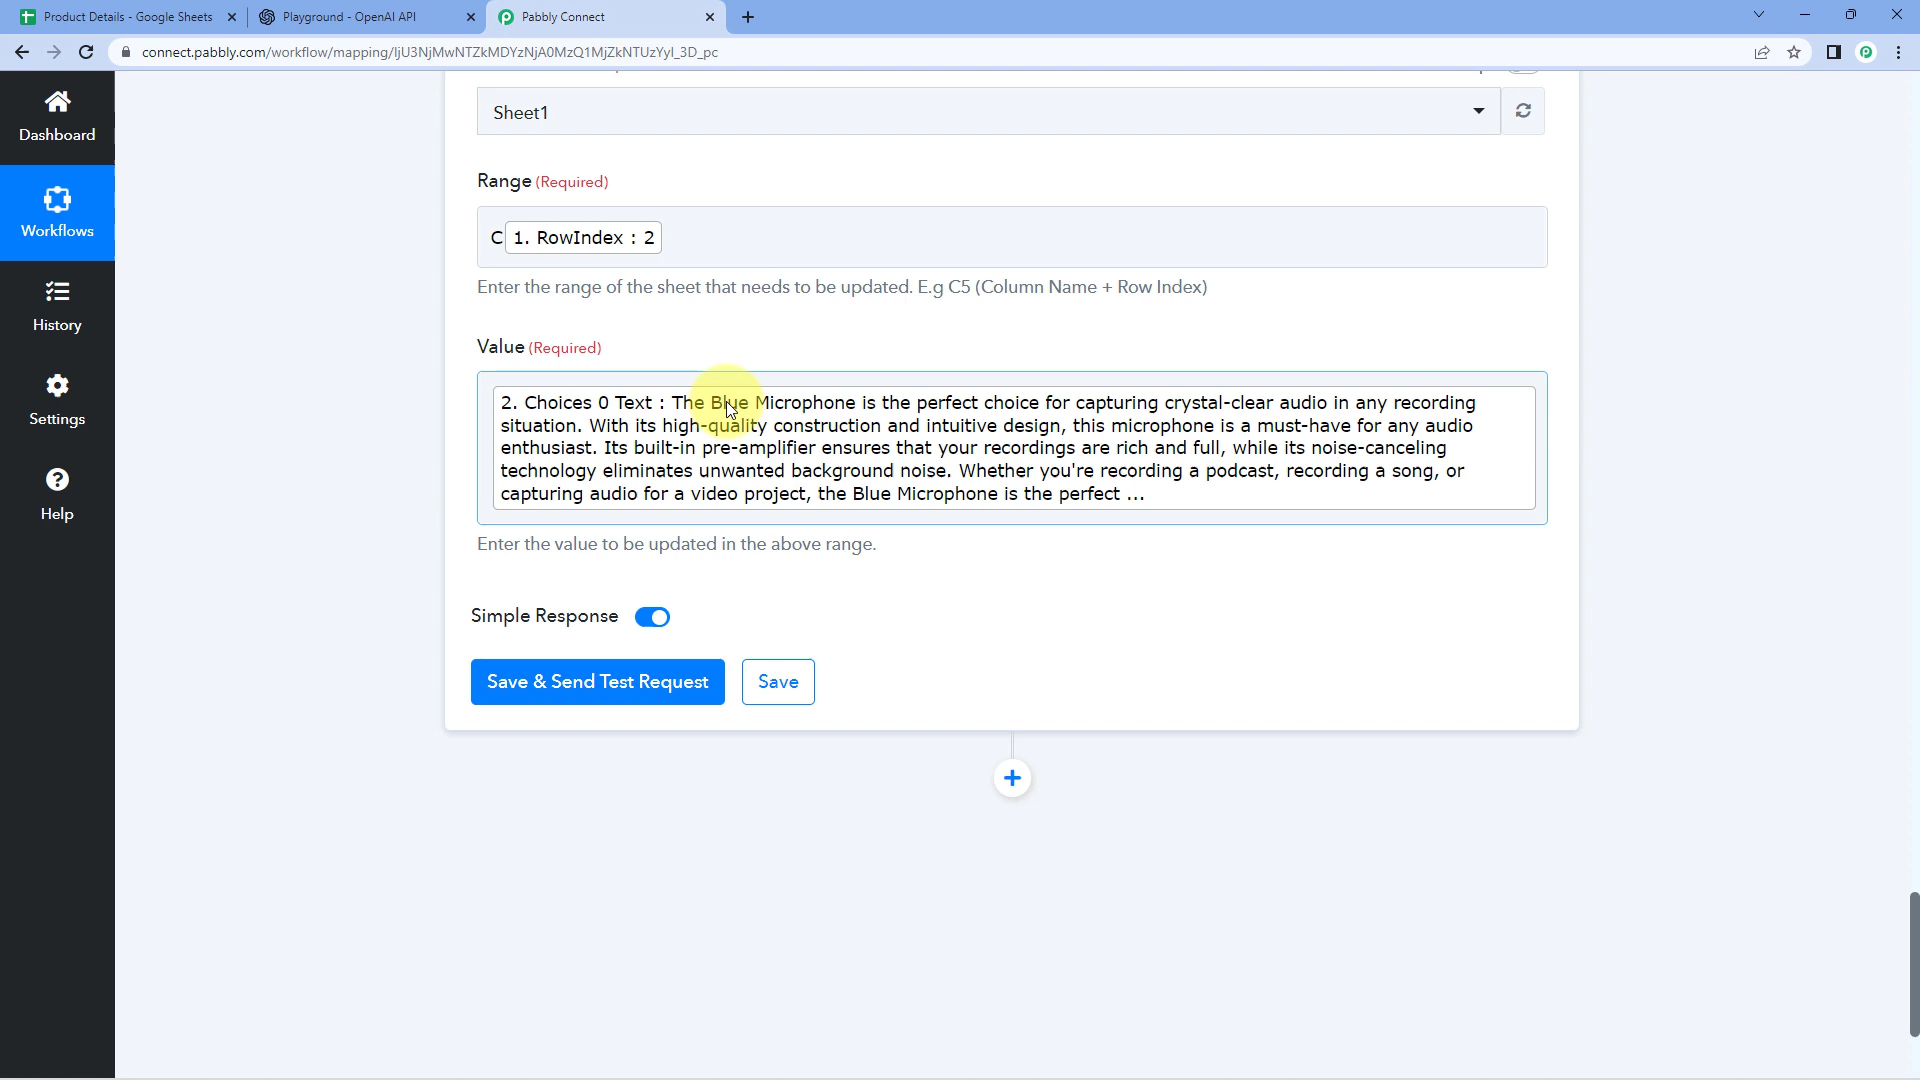 Product Details - Google Sheets
Playground - OpenAI API
Pabbly Connect
connect.pabbly.com/workflow/mapping/IjU3NjMwNTZkMDYzNjA0MzQ1MjZkNTUzYyI_3D_pc
Dashboard
Workflows
History
Settings
Help
Sheet1
Range (Required)
C 1. RowIndex : 2
Enter the range of the sheet that needs to be updated. E.g C5 (Column Name + Row Index)
Value (Required)
2. Choices 0 Text : The Blue Microphone is the perfect choice for capturing crystal-clear audio in any recording
situation. With its high-quality construction and intuitive design, this microphone is a must-have for any audio
enthusiast. Its built-in pre-amplifier ensures that your recordings are rich and full, while its noise-canceling
technology eliminates unwanted background noise. Whether you're recording a podcast, recording a song, or
capturing audio for a video project, the Blue Microphone is the perfect ...
Enter the value to be updated in the above range.
Simple Response
Save & Send Test Request
Save